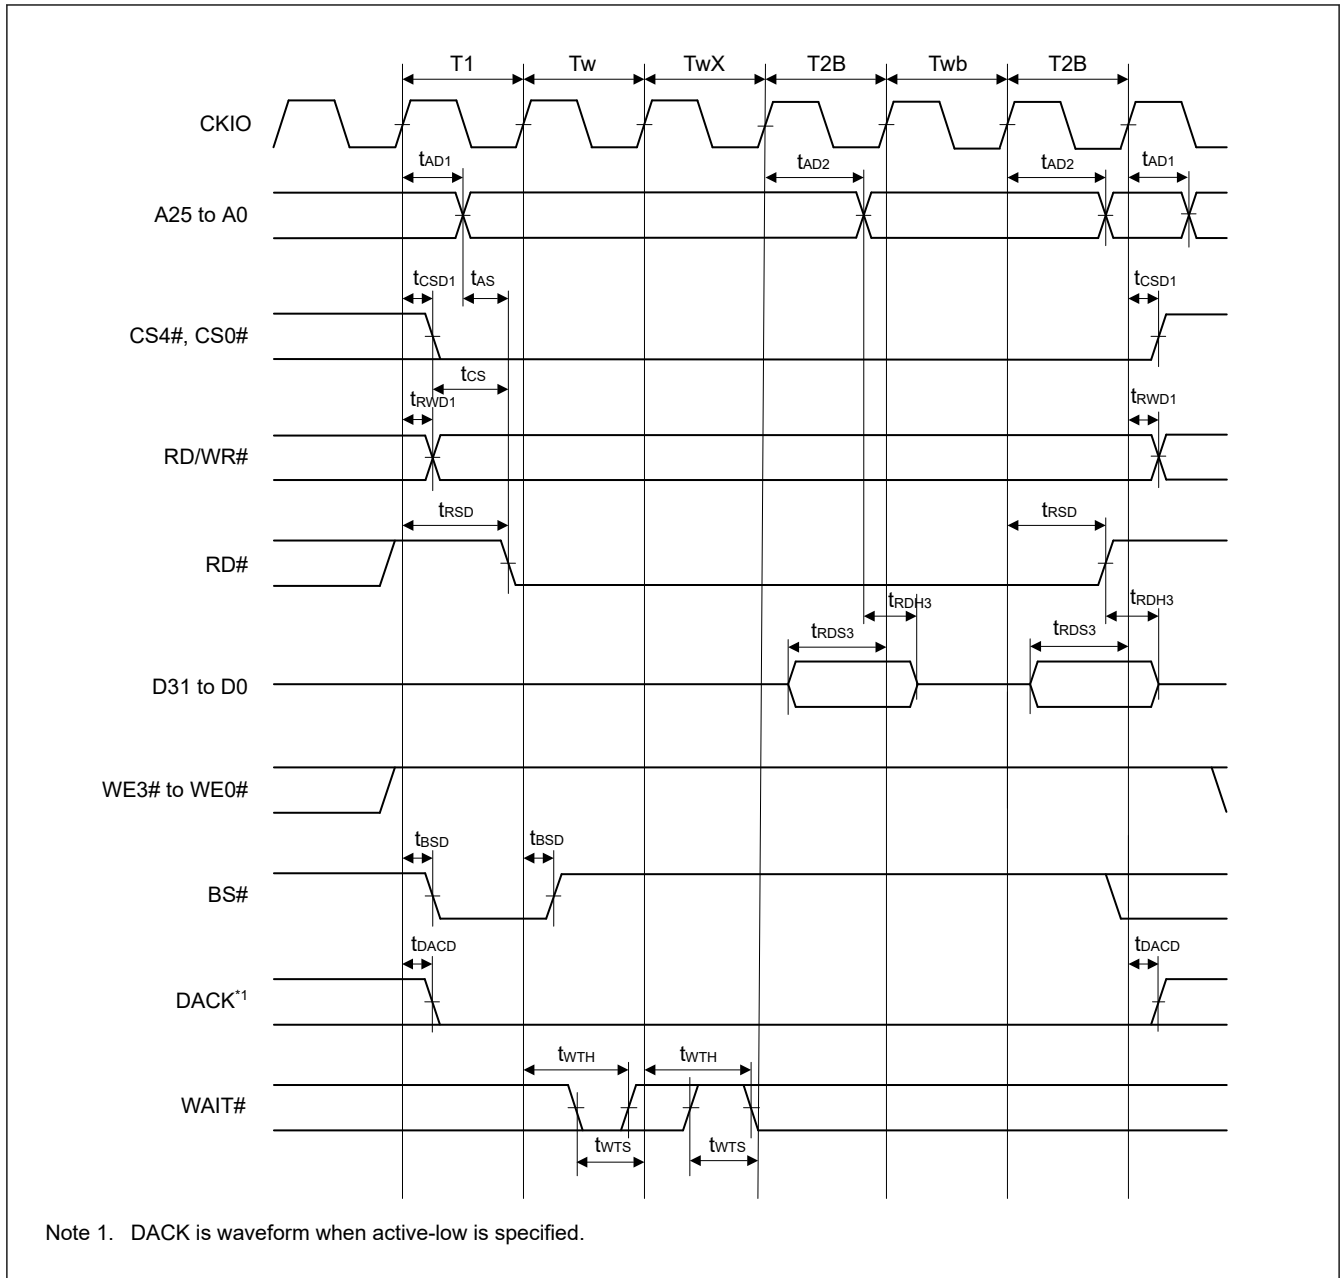 T1 Tw TwX T2B Twb T2B
CKIO
tAD1 tAD2 tAD2 tAD1
A25 to A0
tCSD1 tAS tCSD1
CS4#, CS0#
tCS
tRWD1 tRWD1
RD/WR#
tRSD tRSD
RD#
tRDH3 tRDH3
tRDS3 tRDS3
D31 to D0
WE3# to WE0#
tBSD tBSD
BS#
tDACD tDACD
DACK*1
tWTH tWTH
WAIT#
tWTS tWTS
Note 1. DACK is waveform when active-low is specified.